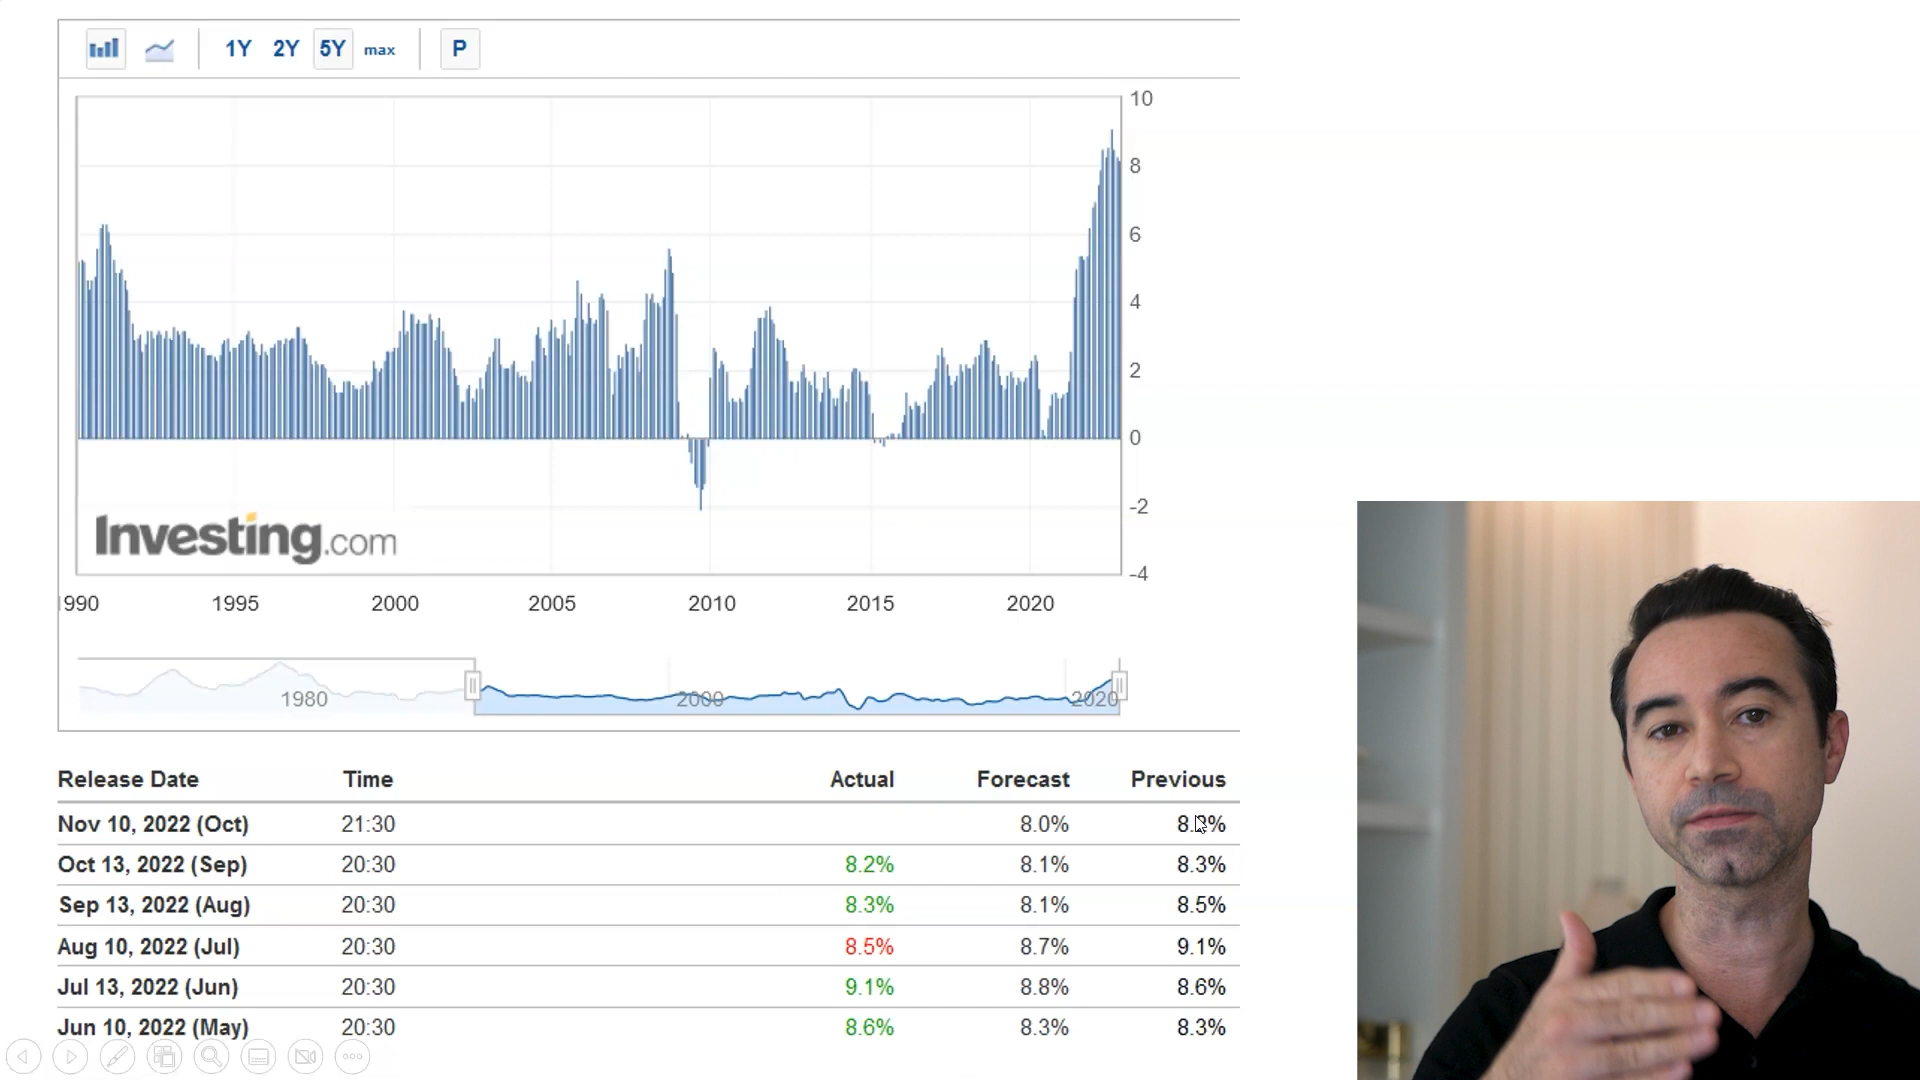 1Y 2Y 5Y max P
10
8
6
4
2
0
-2
-4
Investing.com
1990 1995 2000 2005 2010 2015 2020
1980 2000 2020
Release Date Time Actual Forecast Previous
Nov 10, 2022 (Oct) 21:30 8.0%
Oct 13, 2022 (Sep) 20:30 8.2% 8.1% 8.3%
Sep 13, 2022 (Aug) 20:30 8.3% 8.1% 8.5%
Aug 10, 2022 (Jul) 20:30 8.5% 8.7% 9.1%
Jul 13, 2022 (Jun) 20:30 9.1% 8.8% 8.6%
Jun 10, 2022 (May) 20:30 8.6% 8.3% 8.3%